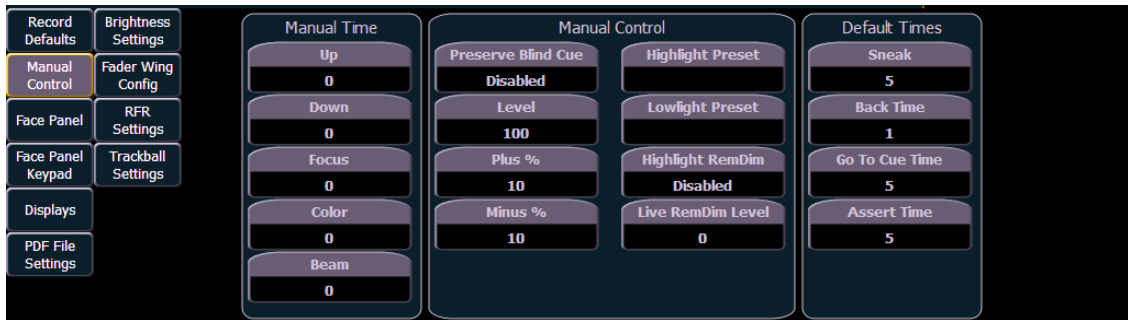 Record
Defaults
Brightness
Settings
Manual
Control
Fader Wing
Config
Face Panel
RFR
Settings
Face Panel
Keypad
Trackball
Settings
Displays
PDF File
Settings
Manual Time
Up
0
Down
0
Focus
0
Color
0
Beam
0
Manual Control
Preserve Blind Cue
Disabled
Level
100
Plus %
10
Minus %
10
Highlight Preset
Lowlight Preset
Highlight RemDim
Disabled
Live RemDim Level
0
Default Times
Sneak
5
Back Time
1
Go To Cue Time
5
Assert Time
5